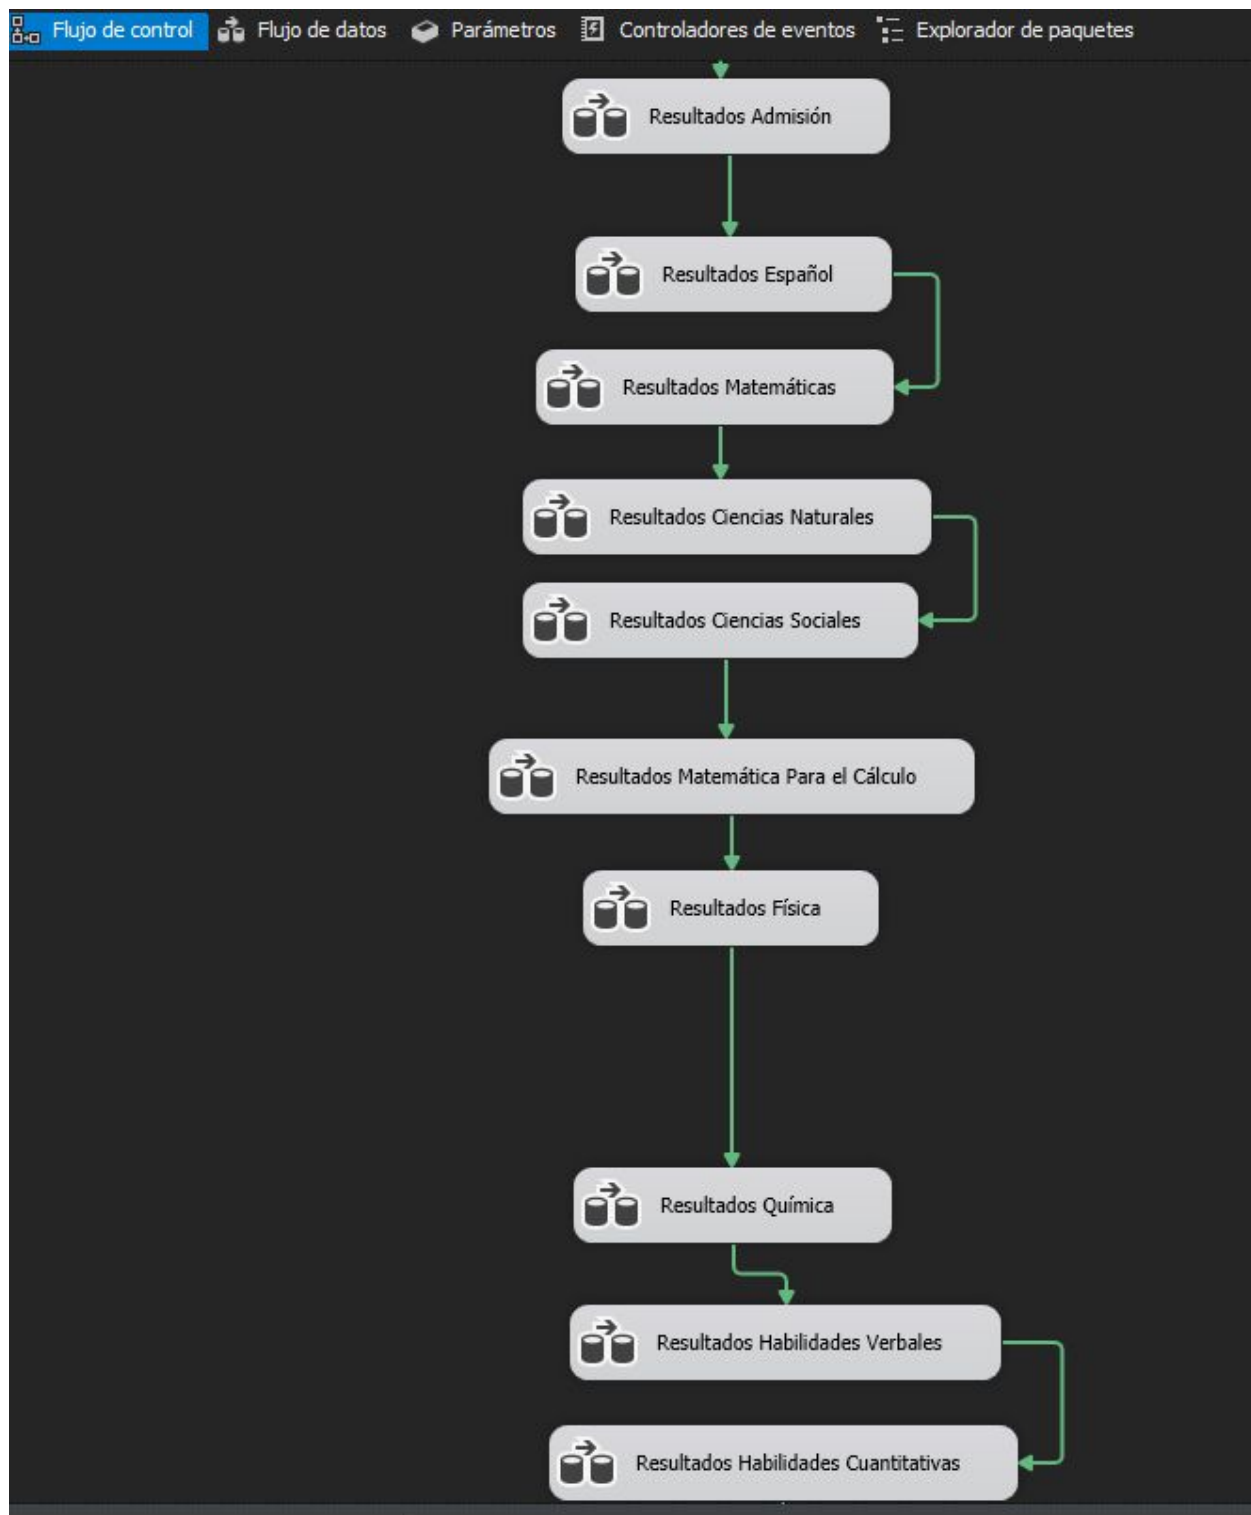 Flujo de control Flujo de datos Parámetros Controladores de eventos Explorador de paquetes
Resultados Admisión
Resultados Español
Resultados Matemáticas
Resultados Ciencias Naturales
Resultados Ciencias Sociales
Resultados Matemática Para el Cálculo
Resultados Física
Resultados Química
Resultados Habilidades Verbales
Resultados Habilidades Cuantitativas